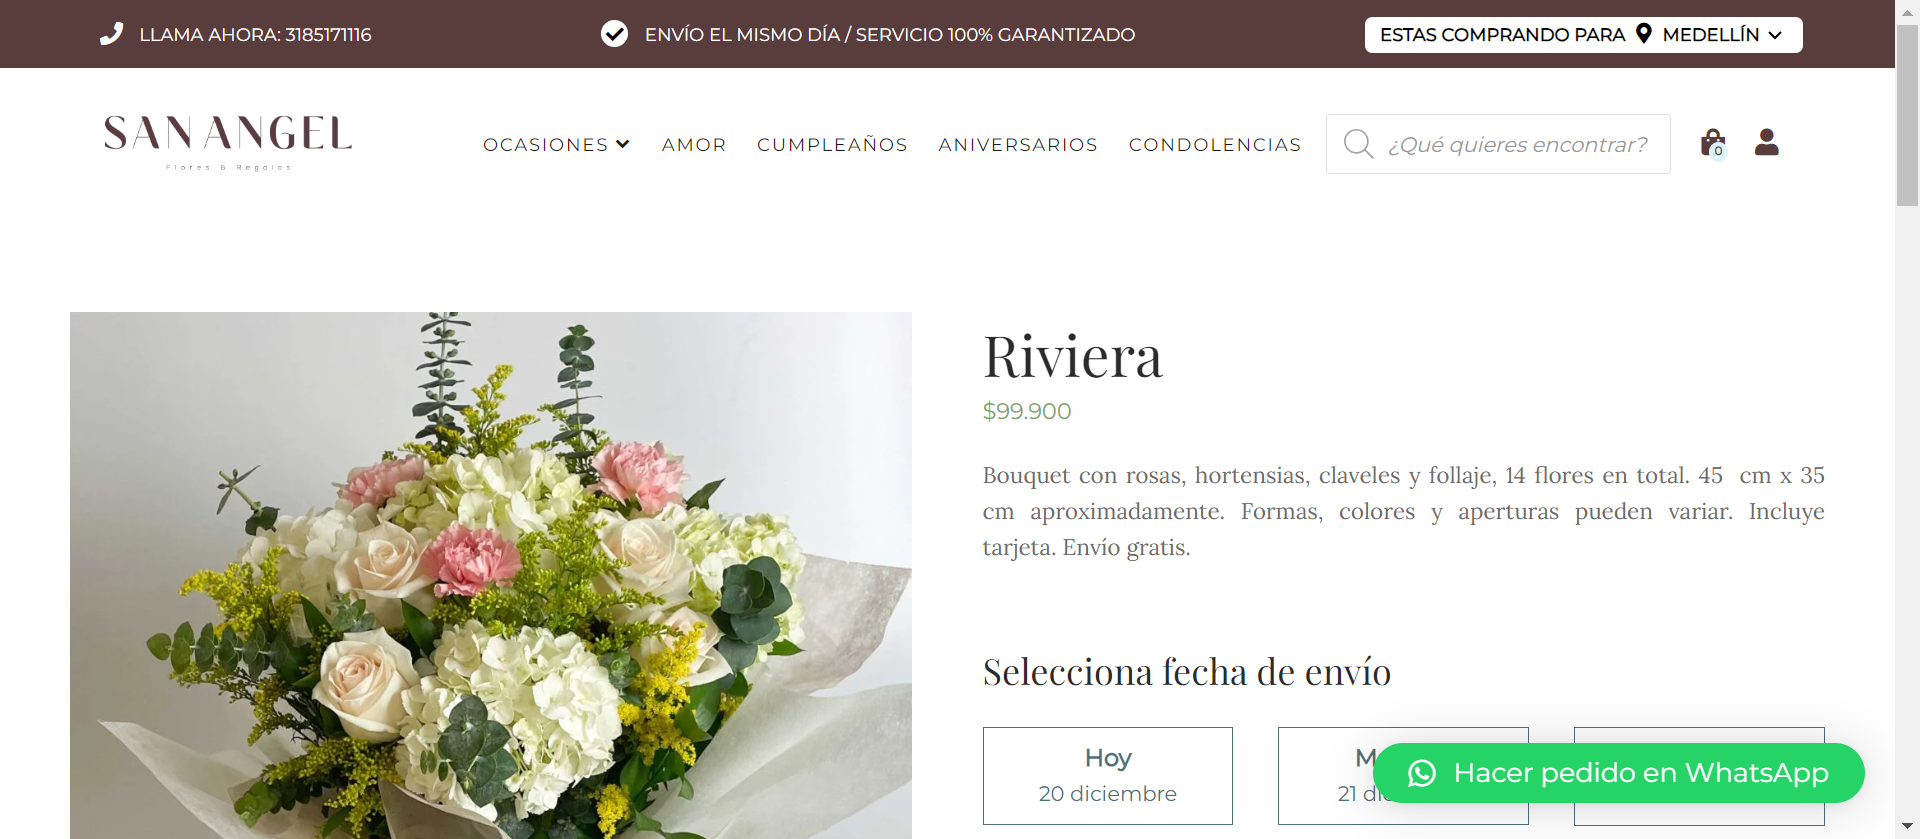 LLAMA AHORA: 3185171116
ENVÍO EL MISMO DÍA / SERVICIO 100% GARANTIZADO
ESTAS COMPRANDO PARA MEDELLÍN
SAN ANGEL
Flores & Regalos
OCASIONES
AMOR
CUMPLEAÑOS
ANIVERSARIOS
CONDOLENCIAS
¿Qué quieres encontrar?
0
Riviera
$99.900
Bouquet con rosas, hortensias, claveles y follaje, 14 flores en total. 45 cm x 35
cm aproximadamente. Formas, colores y aperturas pueden variar. Incluye
tarjeta. Envío gratis.
Selecciona fecha de envío
Hoy
20 diciembre
21
Hacer pedido en WhatsApp